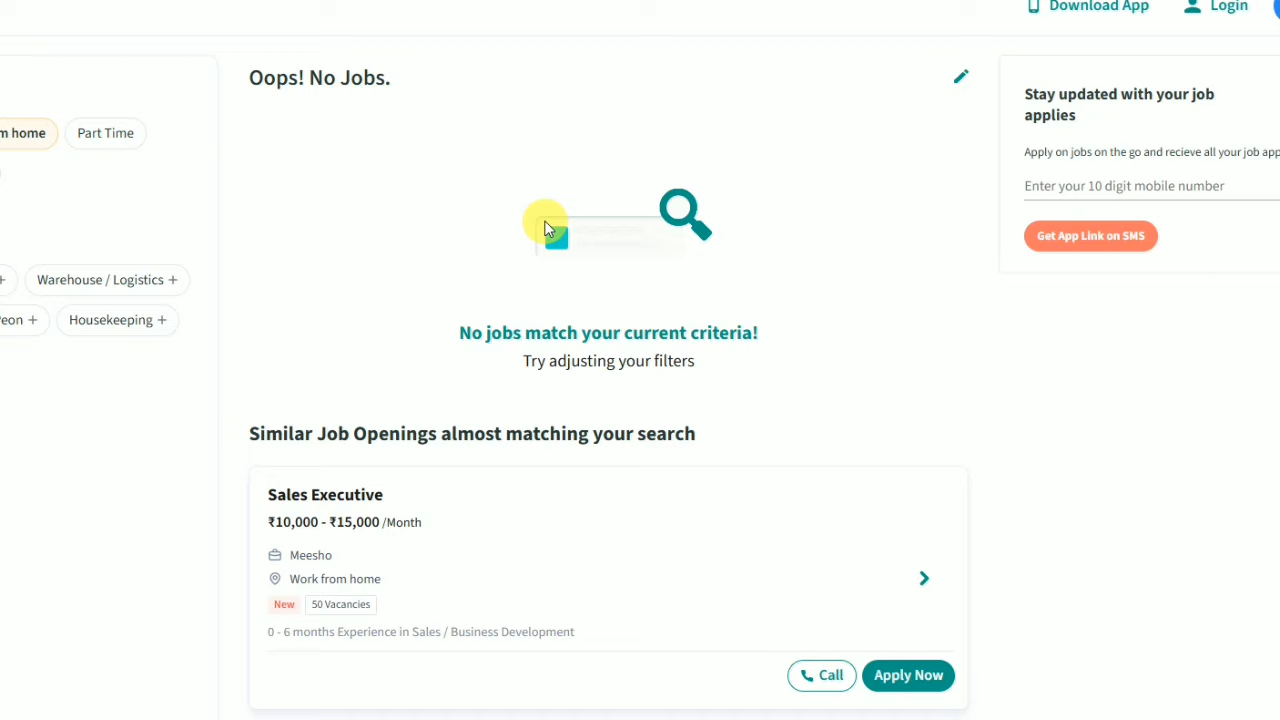 Download App
Login
Oops! No Jobs.
m home
Part Time
Warehouse / Logistics +
eon +
Housekeeping +
No jobs match your current criteria!
Try adjusting your filters
Similar Job Openings almost matching your search
Sales Executive
₹10,000 - ₹15,000 /Month
Meesho
Work from home
New
50 Vacancies
0 - 6 months Experience in Sales / Business Development
Call
Apply Now
Stay updated with your job
applies
Apply on jobs on the go and recieve all your job app
Enter your 10 digit mobile number
Get App Link on SMS